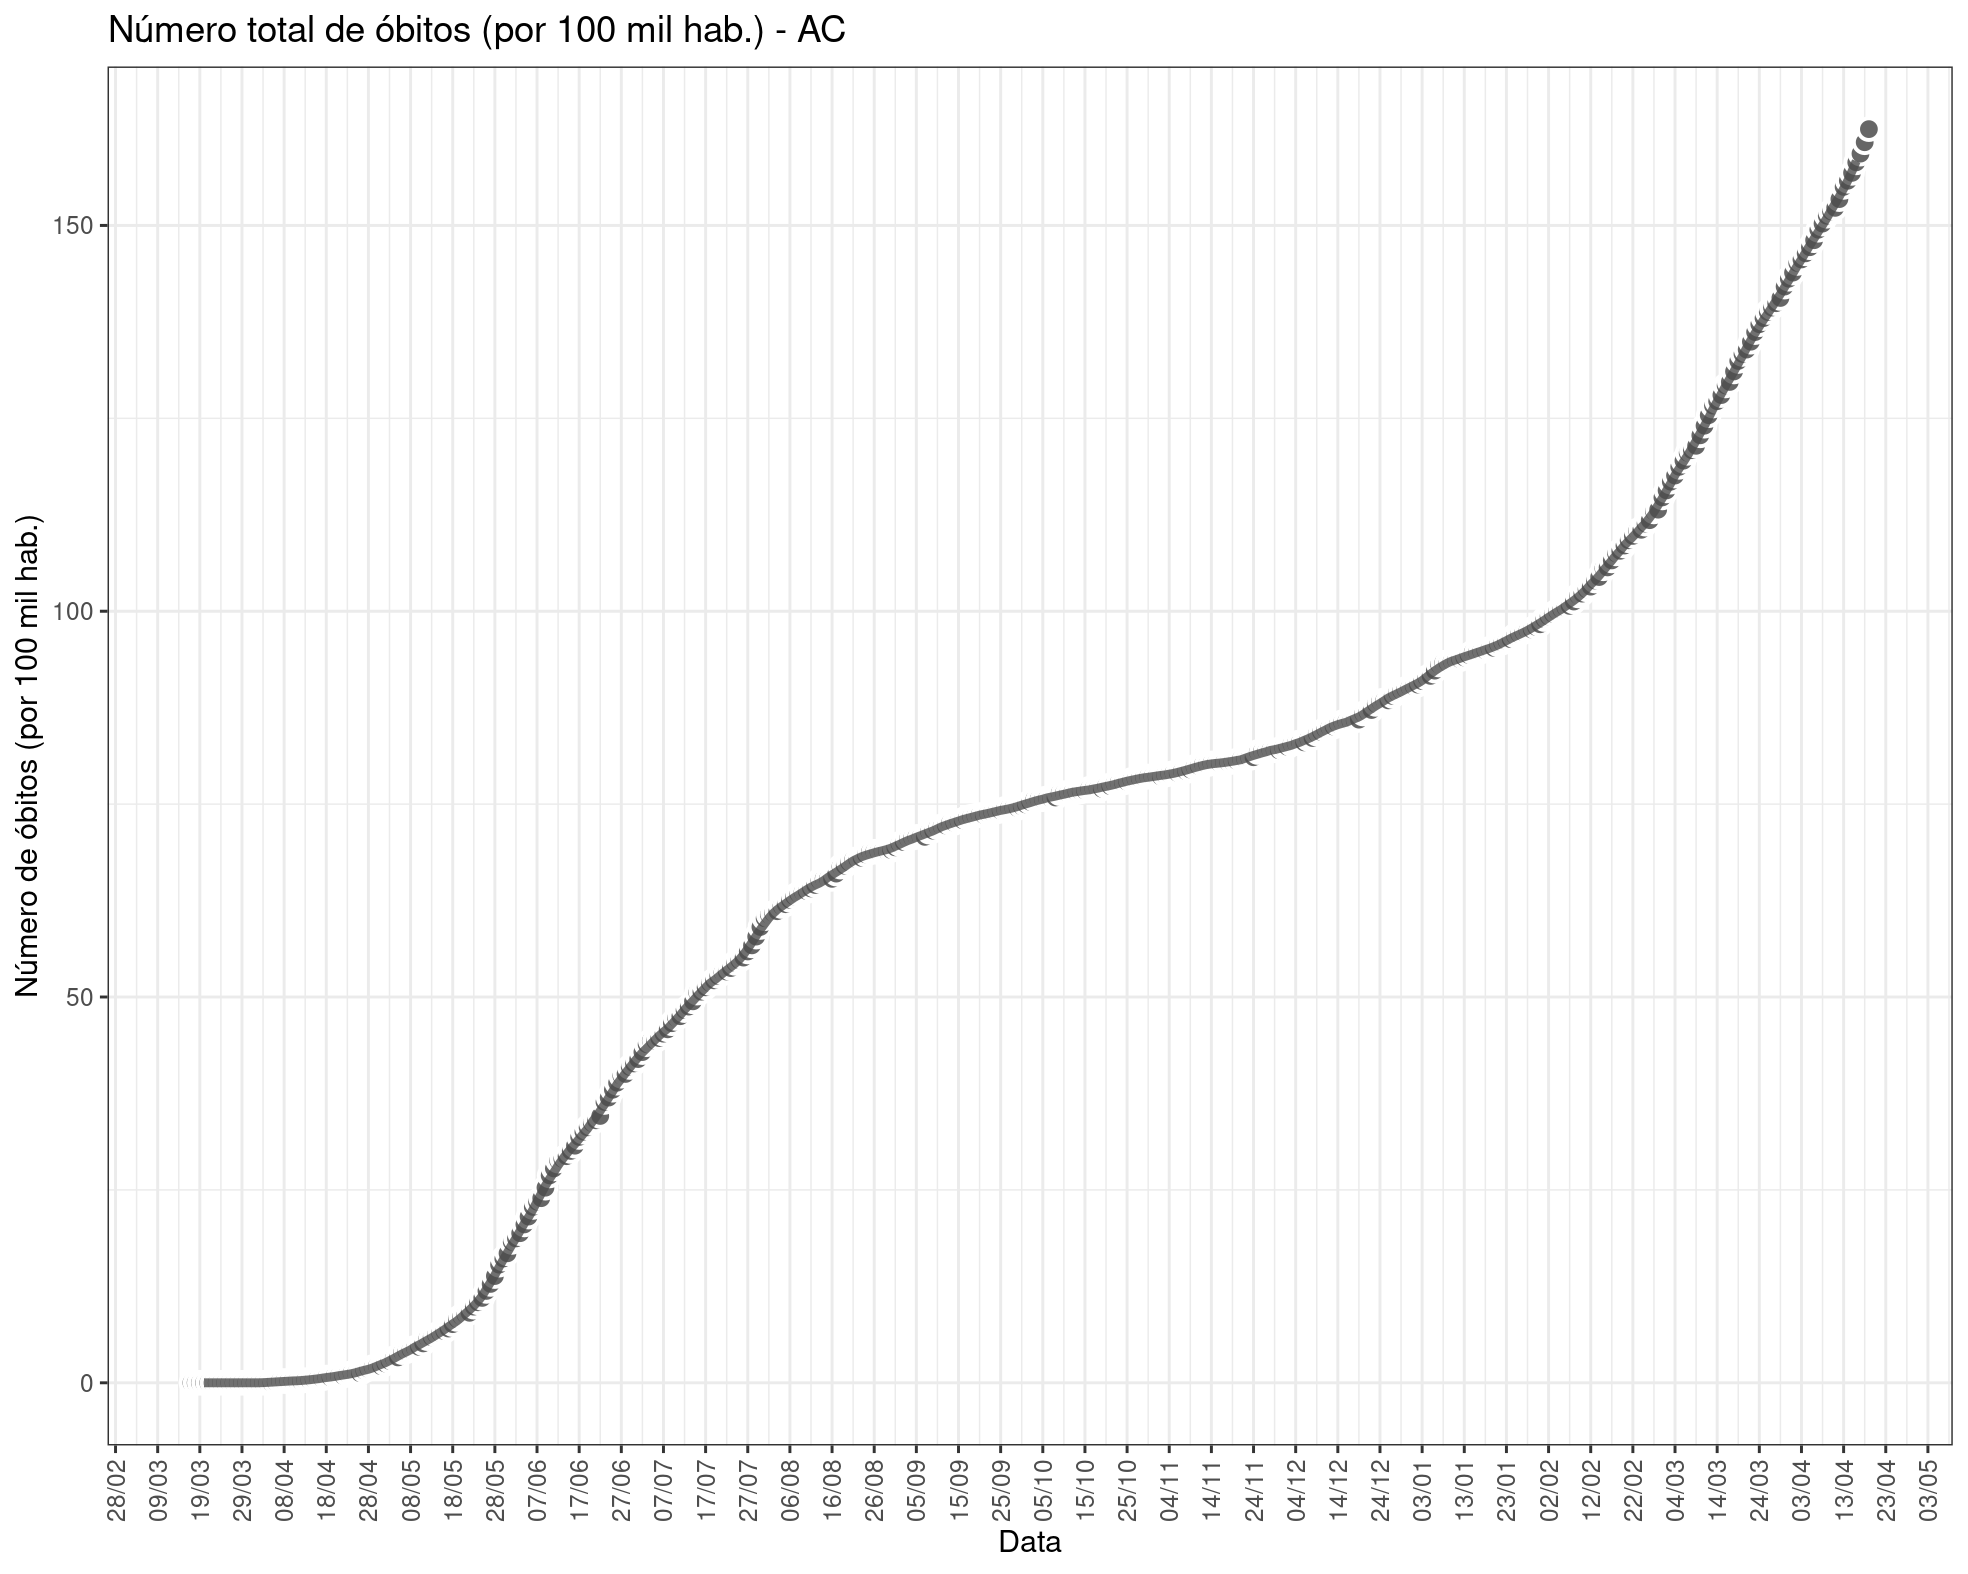 Número total de óbitos (por 100 mil hab.) - AC
Número de óbitos (por 100 mil hab.)
150
100
50
0
28/02 09/03 19/03 29/03 08/04 18/04 28/04 08/05 18/05 28/05 07/06 17/06 27/06 07/07 17/07 27/07 06/08 16/08 26/08 05/09 15/09 25/09 05/10 15/10 25/10 04/11 14/11 24/11 04/12 14/12 24/12 03/01 13/01 23/01 02/02 12/02 22/02 04/03 14/03 24/03 03/04 13/04 23/04 03/05
Data